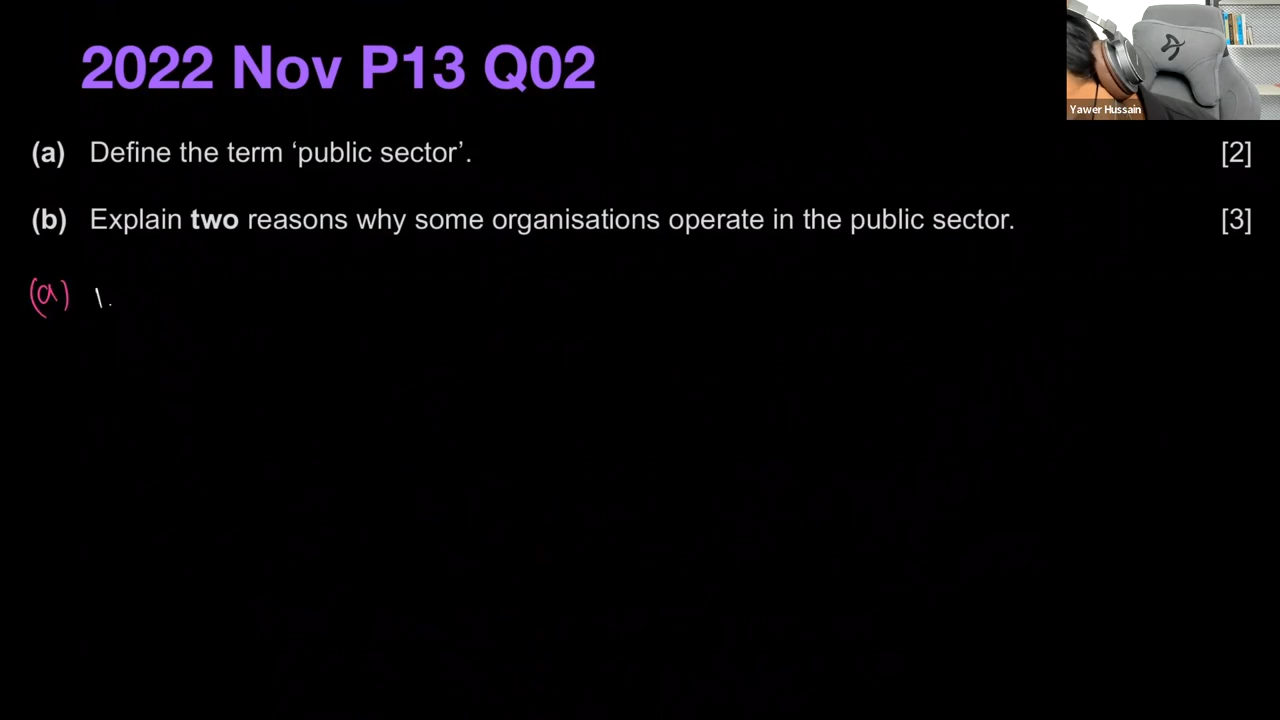 2022 Nov P13 Q02
Yawer Hussain
(a) Define the term ‘public sector’. [2]
(b) Explain two reasons why some organisations operate in the public sector. [3]
(a)